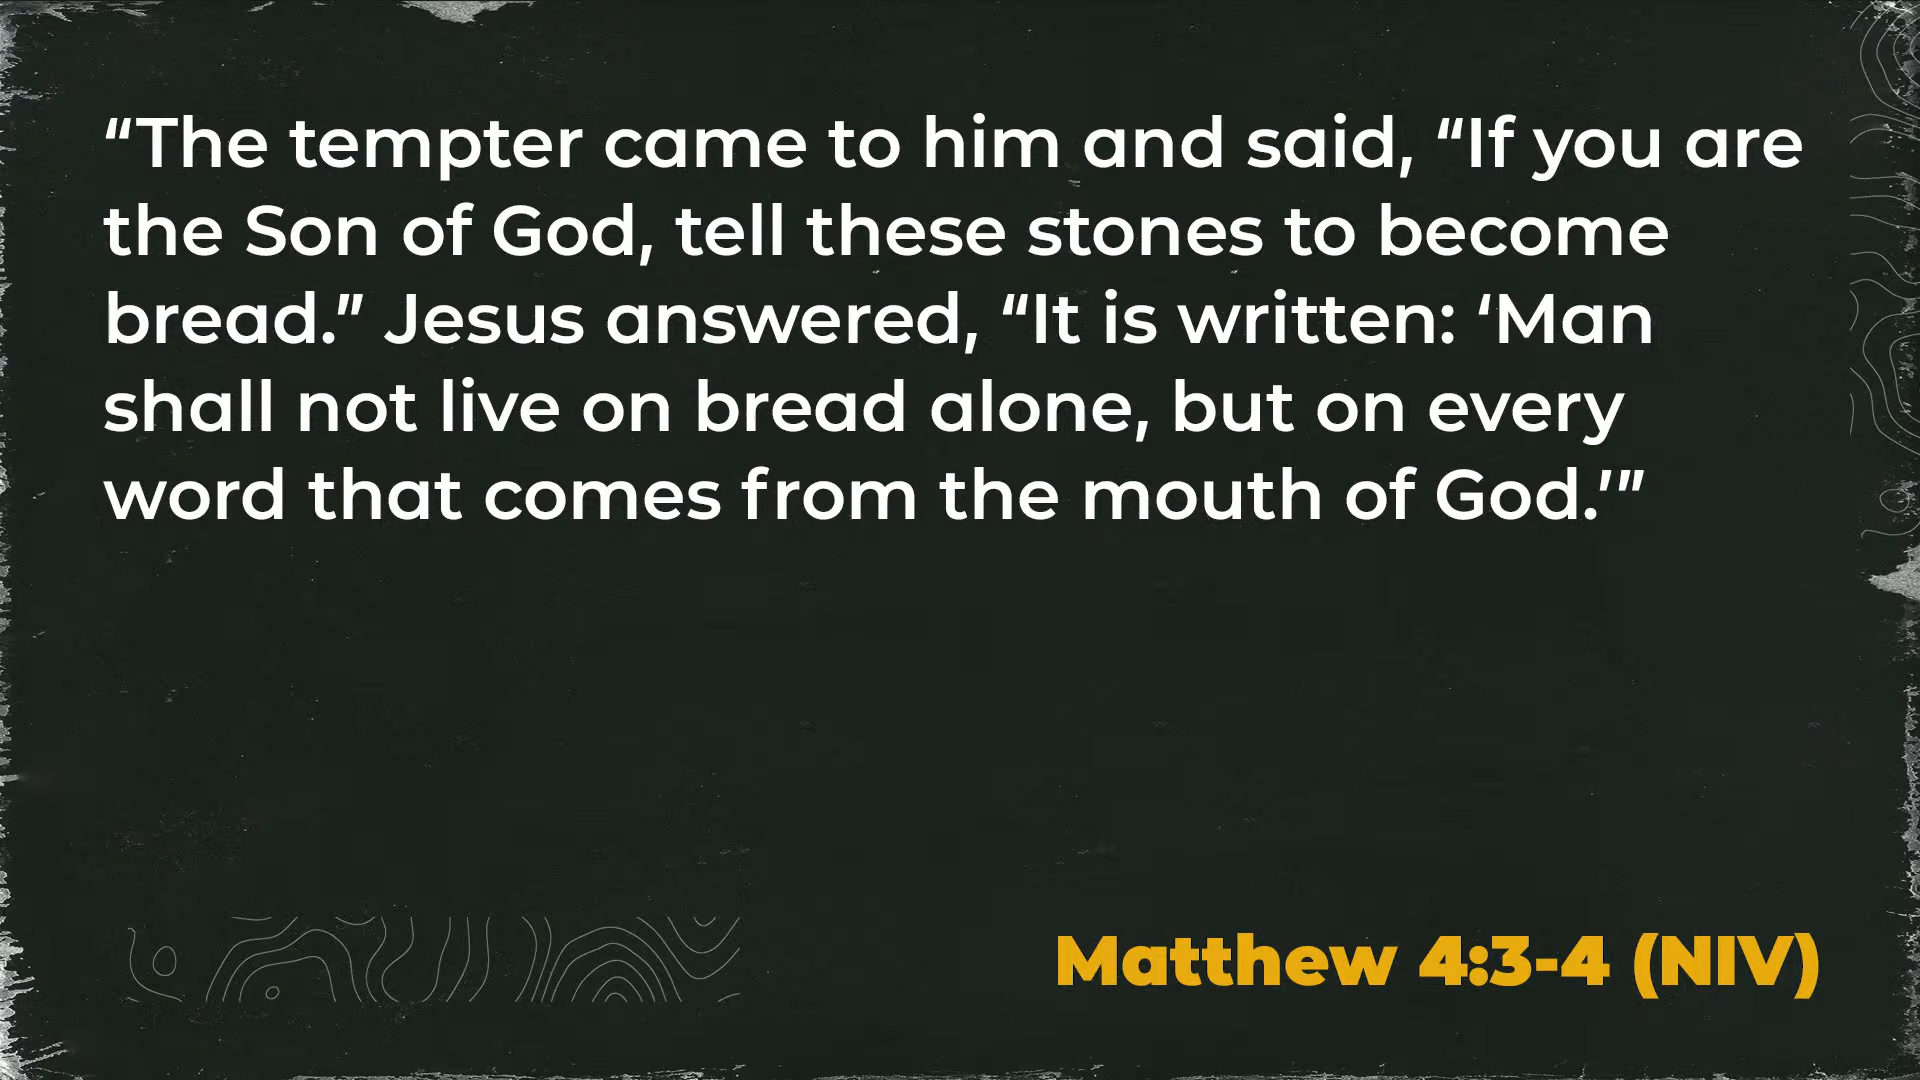 “The tempter came to him and said, “If you are
the Son of God, tell these stones to become
bread.” Jesus answered, “It is written: ‘Man
shall not live on bread alone, but on every
word that comes from the mouth of God.’”
Matthew 4:3-4 (NIV)